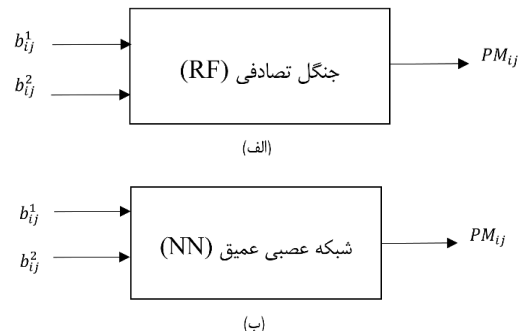 b¹ᵢⱼ
جنگل تصادفی (RF)
PMᵢⱼ
b²ᵢⱼ
(الف)
b¹ᵢⱼ
شبکه عصبی عمیق (NN)
PMᵢⱼ
b²ᵢⱼ
(ب)